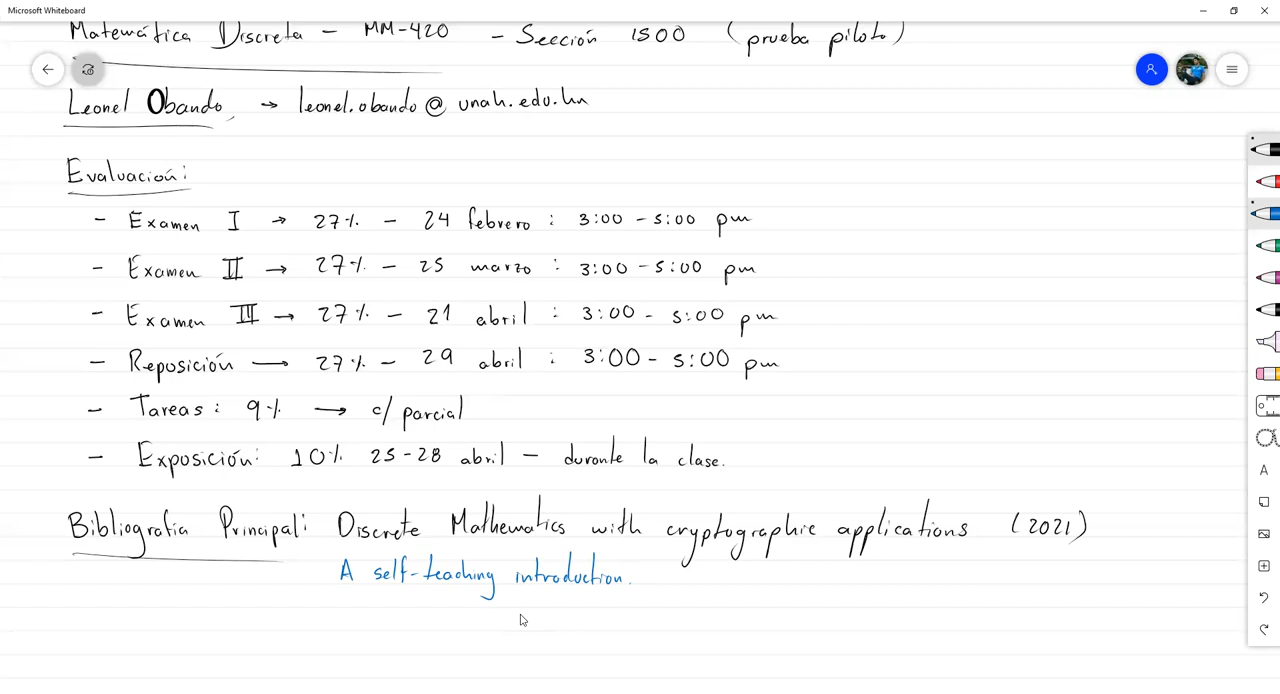 Microsoft Whiteboard
Matemática Discreta - MM-420 - Sección 1500 (prueba piloto)
Leonel Obando, → leonel.obando@unah.edu.hn
Evaluación:
- Examen I → 27% - 24 febrero : 3:00 - 5:00 pm
- Examen II → 27% - 25 marzo : 3:00 - 5:00 pm
- Examen III → 27% - 21 abril : 3:00 - 5:00 pm
- Reposición → 27% - 29 abril : 3:00 - 5:00 pm
- Tareas: 9% → c/parcial
- Exposición: 10% 25-28 abril - durante la clase.
Bibliografia Principal: Discrete Mathematics with cryptographic applications (2021)
A self-teaching introduction.